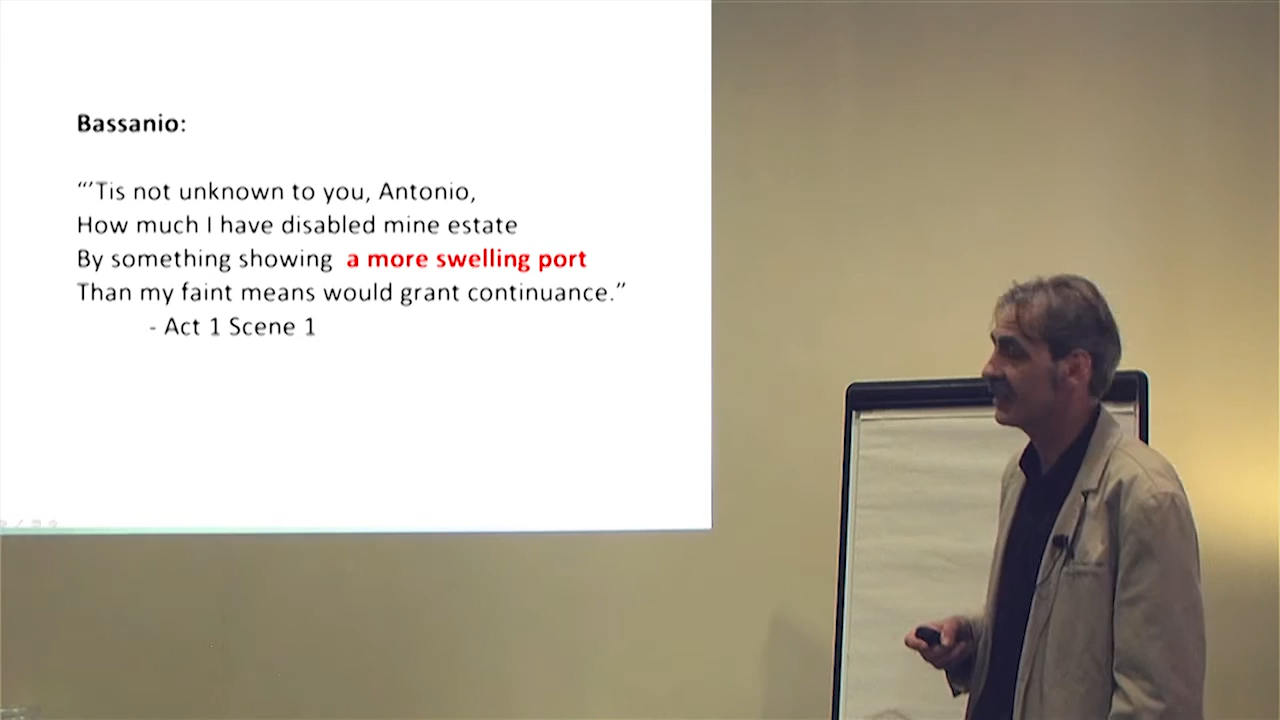 Bassanio:
“’Tis not unknown to you, Antonio,
How much I have disabled mine estate
By something showing a more swelling port
Than my faint means would grant continuance.”
- Act 1 Scene 1